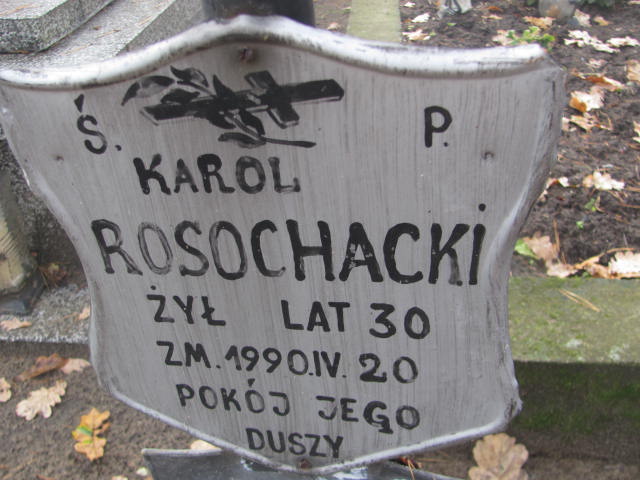 Ś. P.
KAROL
ROSOCHACKi
ŻYŁ LAT 30
ZM. 1990.IV. 20
POKÓJ JEGO
DUSZY